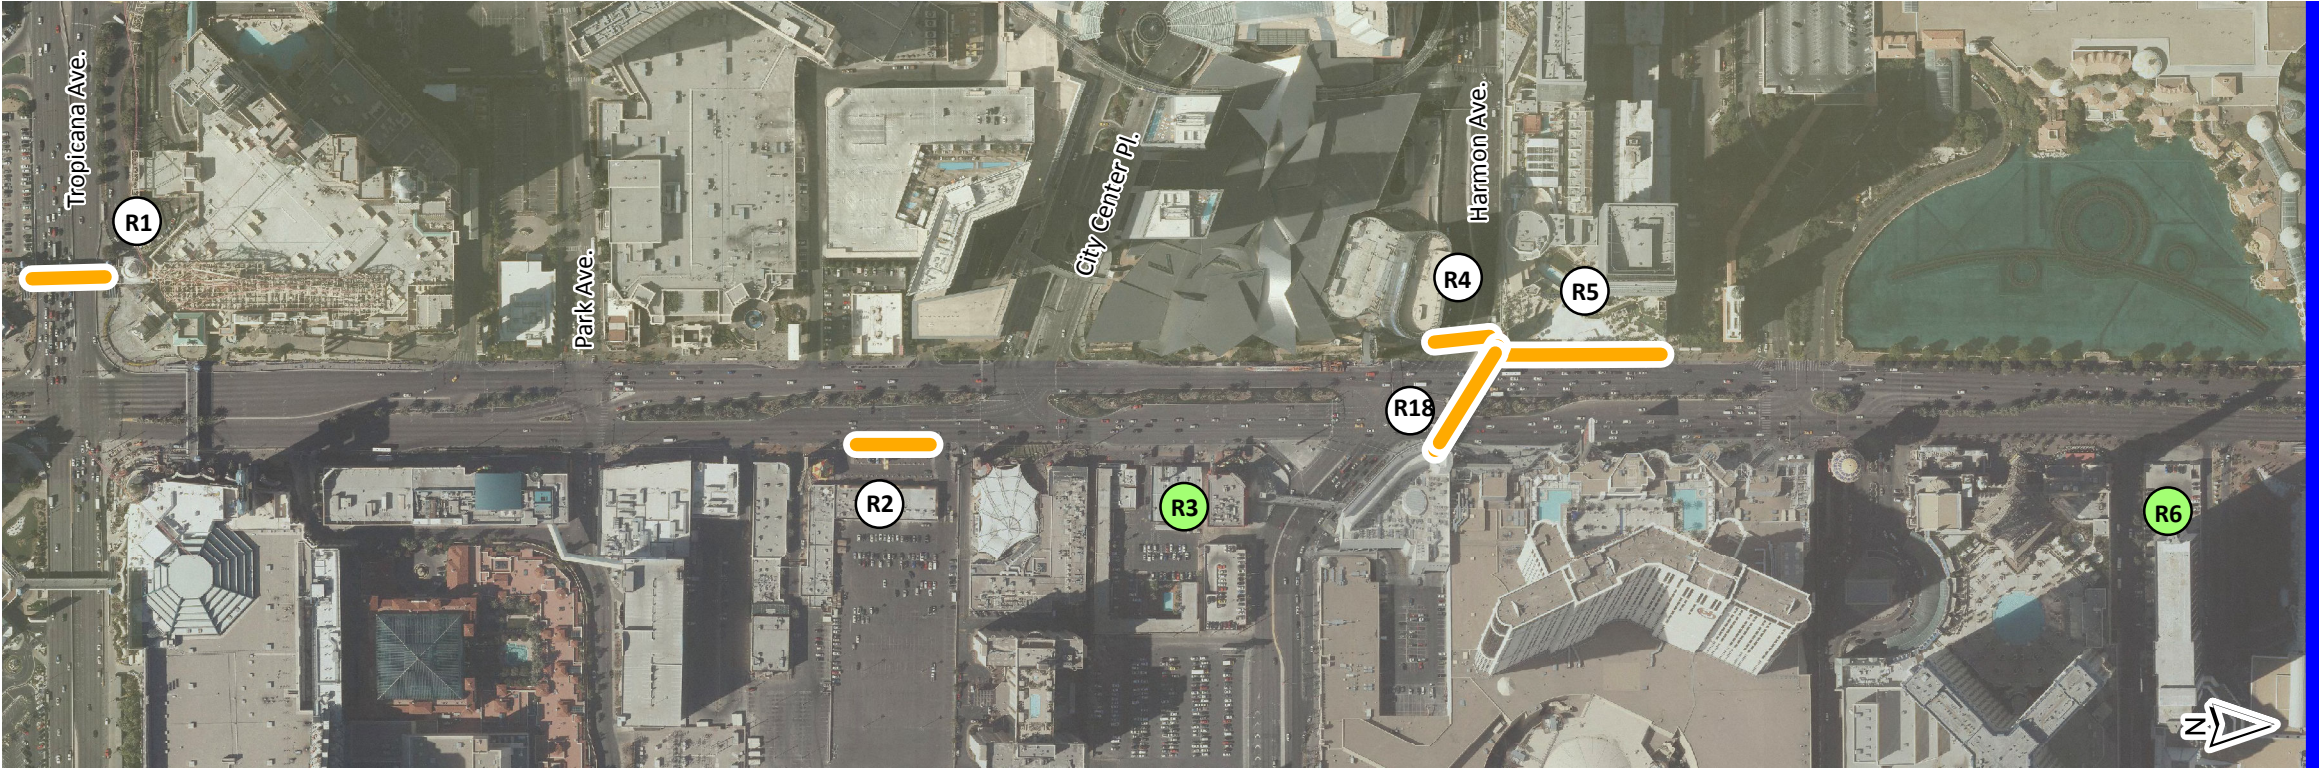 Tropicana Ave.
R1
Park Ave.
City Center Pl.
Harmon Ave.
R4
R5
R18
R2
R3
R6
N